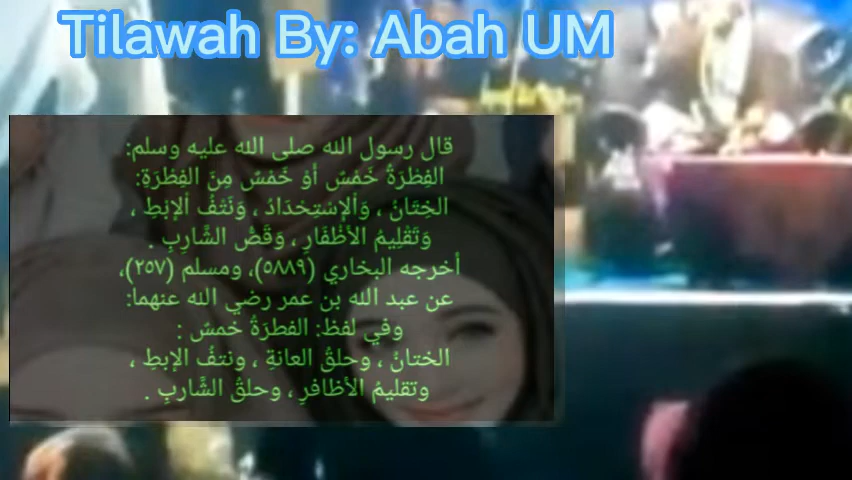 Tilawah By: Abah UM
قال رسول الله صلى الله عليه وسلم:
الفِطْرَةُ خَمْسٌ أَوْ خَمْسٌ مِنَ الفِطْرَةِ:
الخِتَانُ ، وَالاِسْتِحْدَادُ ، وَنَتْفُ الإِبْطِ ،
وَتَقْلِيمُ الأَظْفَارِ ، وَقَصُّ الشَّارِبِ .
أخرجه البخاري (٥٨٨٩)، ومسلم (٢٥٧)،
عن عبد الله بن عمر رضي الله عنهما:
وفي لفظ: الفطرَةُ خمسٌ :
الختانُ ، وحلقُ العانةِ ، ونتفُ الإبطِ ،
وتقليمُ الأظافرِ ، وحلقُ الشَّاربِ .